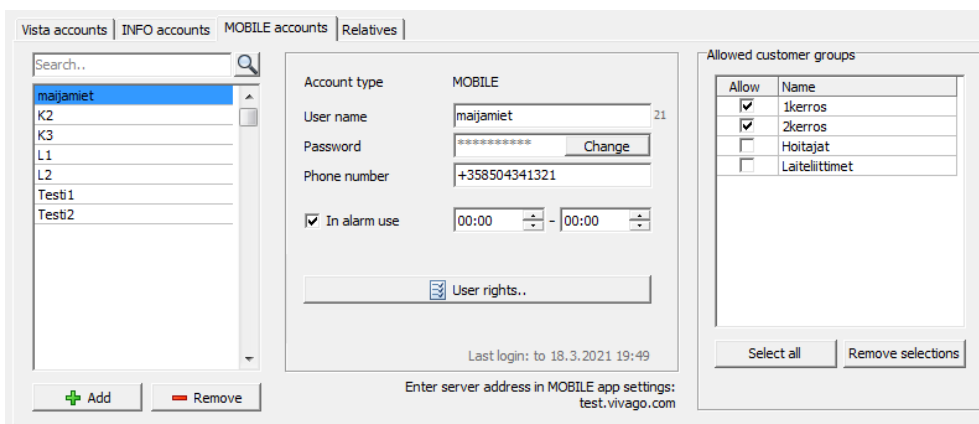 Vista accounts INFO accounts MOBILE accounts Relatives
Search..
maijamiet
K2
K3
L1
L2
Testi1
Testi2
Add Remove
Account type MOBILE
User name maijamiet 21
Password ********** Change
Phone number +358504341321
In alarm use 00:00 - 00:00
User rights..
Last login: to 18.3.2021 19:49
Enter server address in MOBILE app settings:
test.vivago.com
Allowed customer groups
Allow Name
1kerros
2kerros
Hoitajat
Laiteliittimet
Select all Remove selections